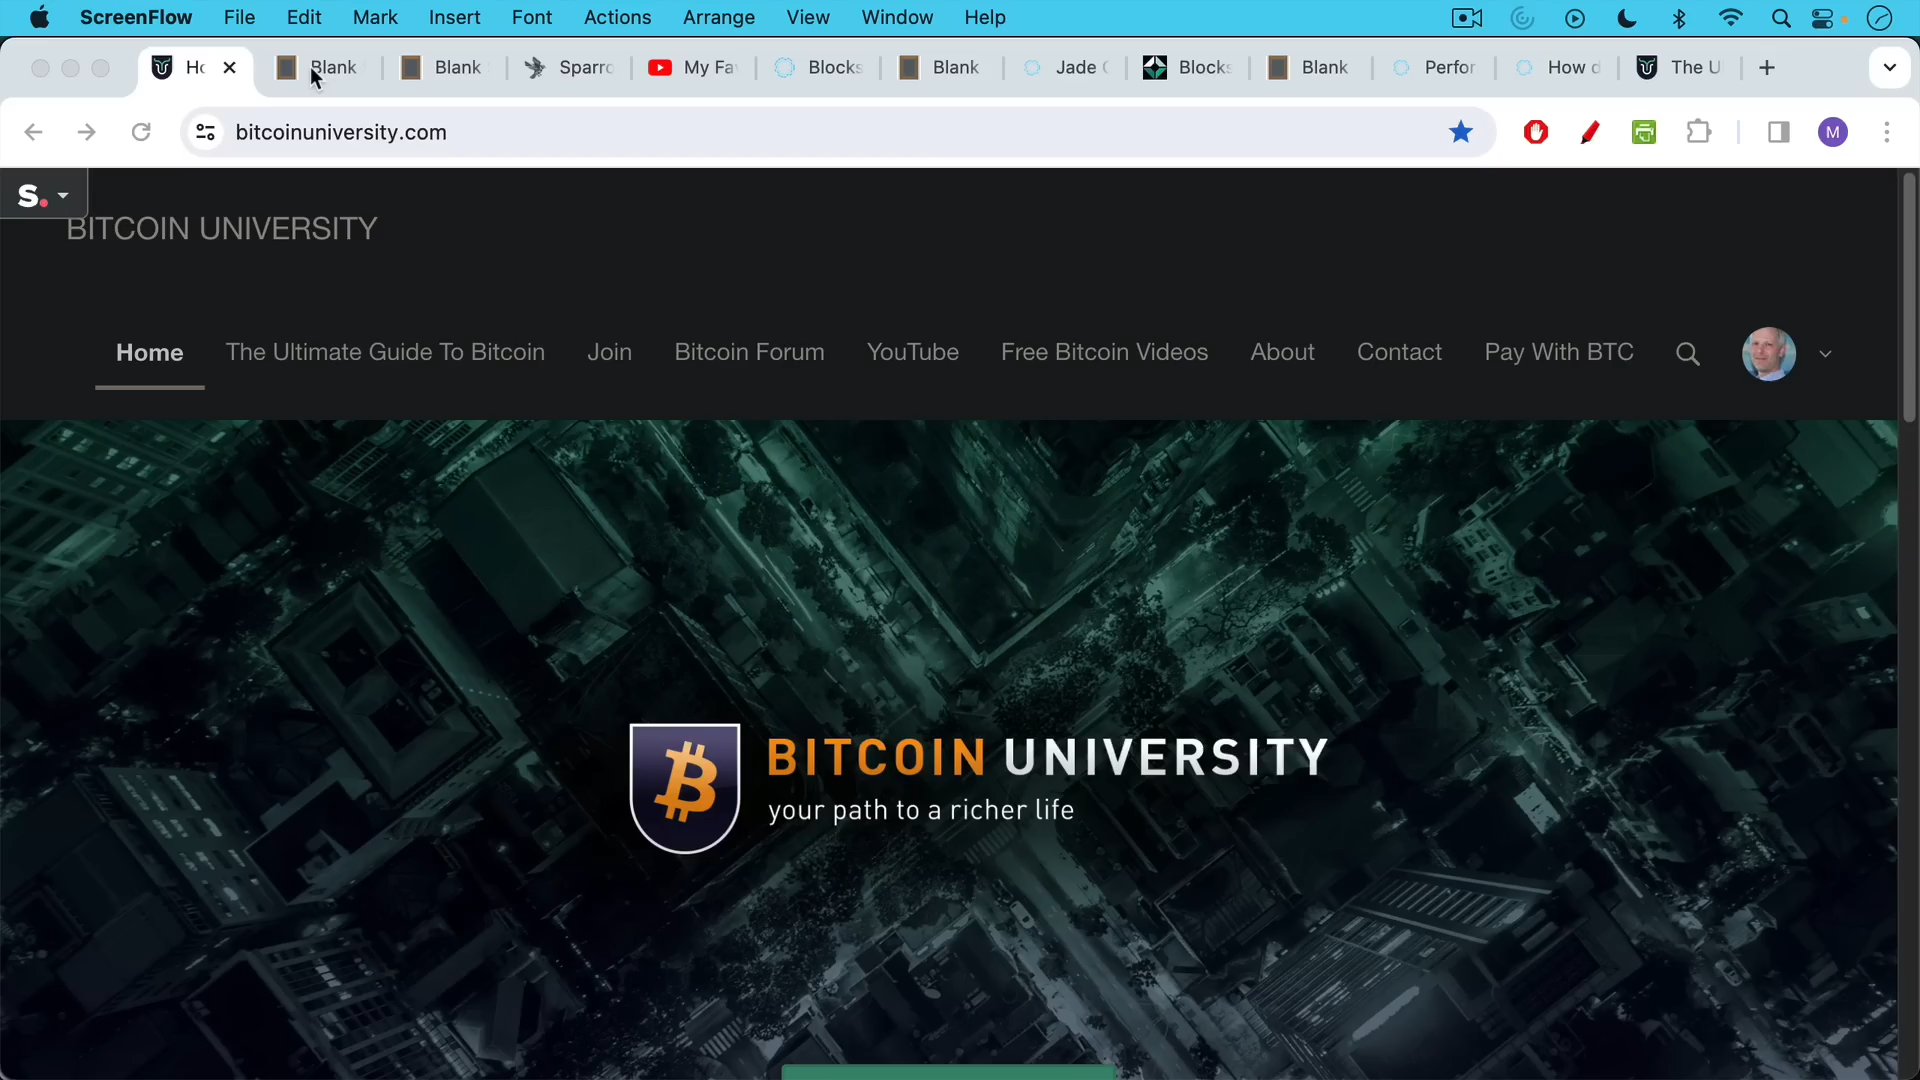 ScreenFlow File Edit Mark Insert Font Actions Arrange View Window Help
Ho Blank Blank Sparro My Fa Blocks Blank Jade Blocks Blank Perfor How d The U
bitcoinuniversity.com
M
S.
BITCOIN UNIVERSITY
Home The Ultimate Guide To Bitcoin Join Bitcoin Forum YouTube Free Bitcoin Videos About Contact Pay With BTC
BITCOIN UNIVERSITY
your path to a richer life